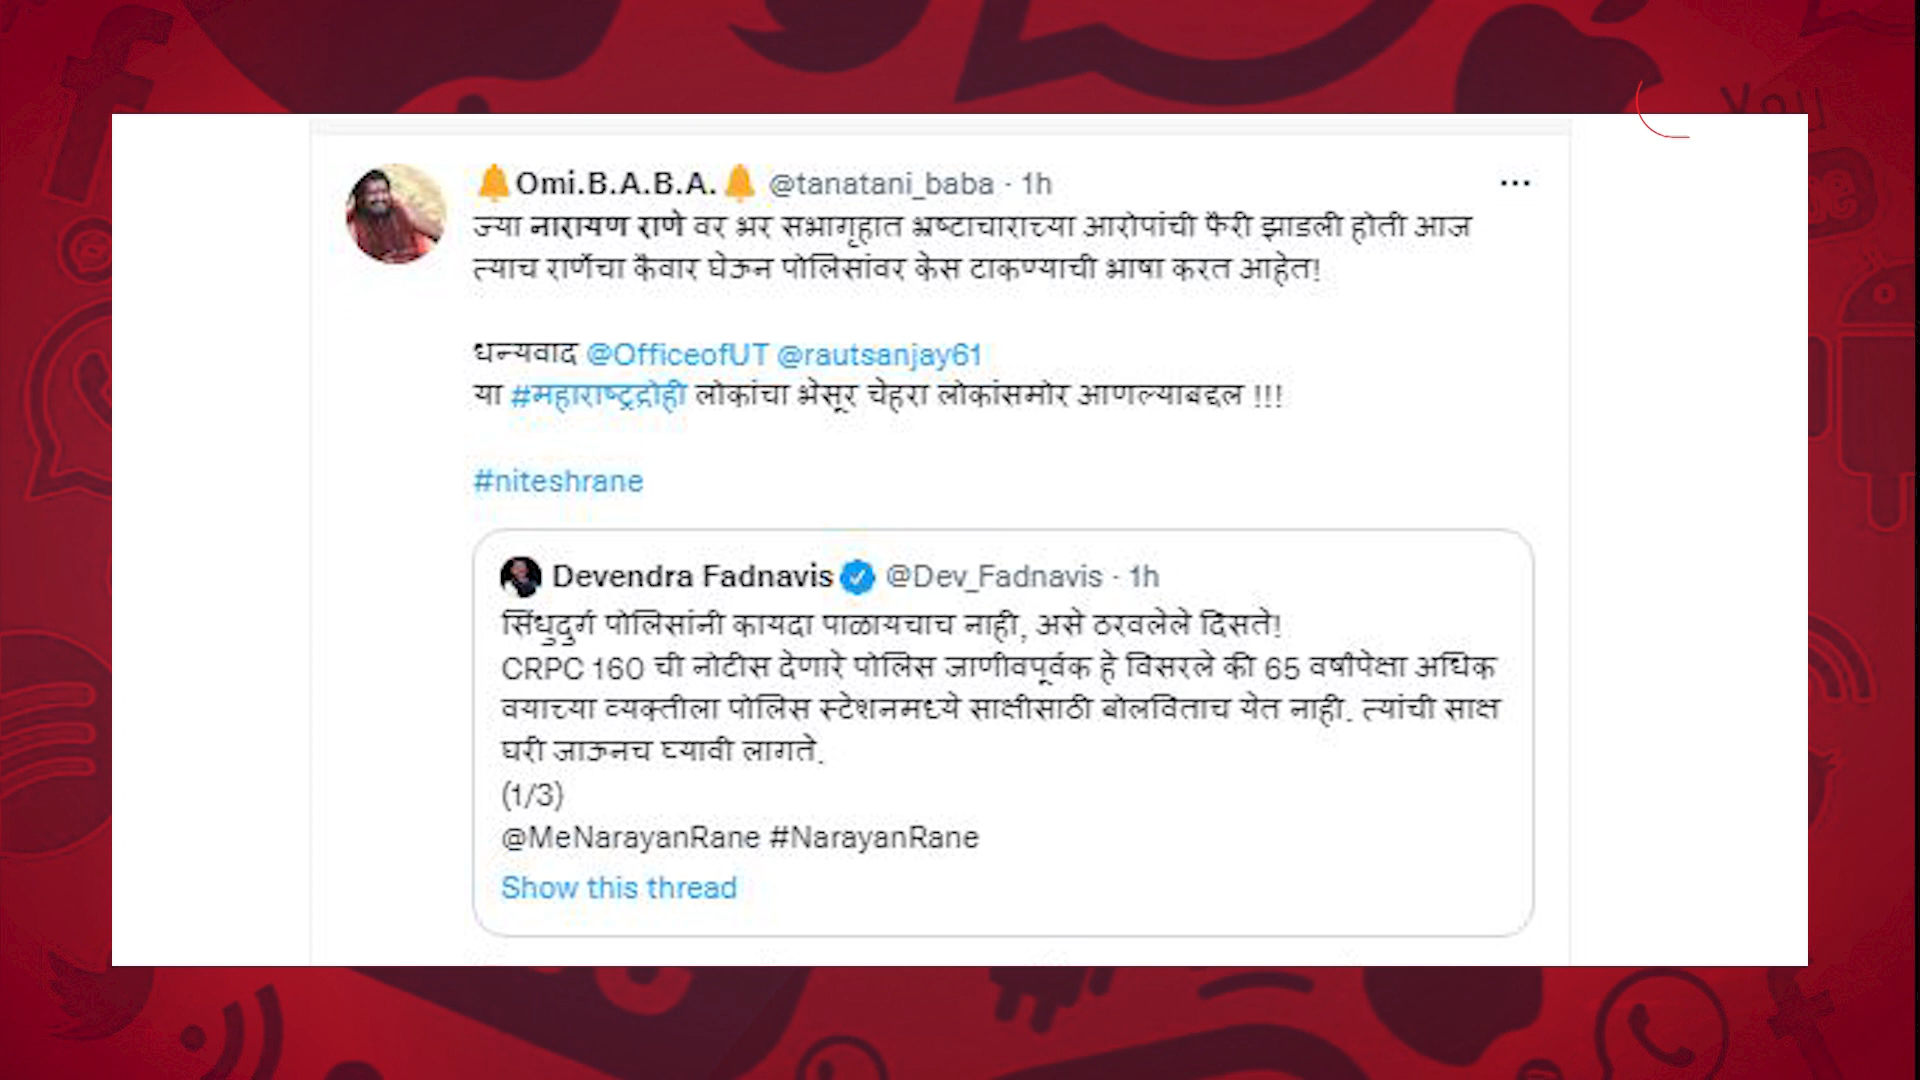 🔔Omi.B.A.B.A.🔔 @tanatani_baba · 1h
ज्या नारायण राणे वर भर सभागृहात भ्रष्टाचाराच्या आरोपांची फैरी झाडली होती आज
त्याच राणेंचा कैवार घेऊन पोलिसांवर केस टाकण्याची भाषा करत आहेत!
धन्यवाद @OfficeofUT @rautsanjay61
या #महाराष्ट्रद्रोही लोकांचा भेसूर चेहरा लोकांसमोर आणल्याबद्दल !!!
#niteshrane
Devendra Fadnavis @Dev_Fadnavis · 1h
सिंधुदुर्ग पोलिसांनी कायदा पाळायचाच नाही, असे ठरवलेले दिसते!
CRPC 160 ची नोटीस देणारे पोलिस जाणीवपूर्वक हे विसरले की 65 वर्षांपेक्षा अधिक
वयाच्या व्यक्तीला पोलिस स्टेशनमध्ये साक्षीसाठी बोलविताच येत नाही. त्यांची साक्ष
घरी जाऊनच घ्यावी लागते.
(1/3)
@MeNarayanRane #NarayanRane
Show this thread
You